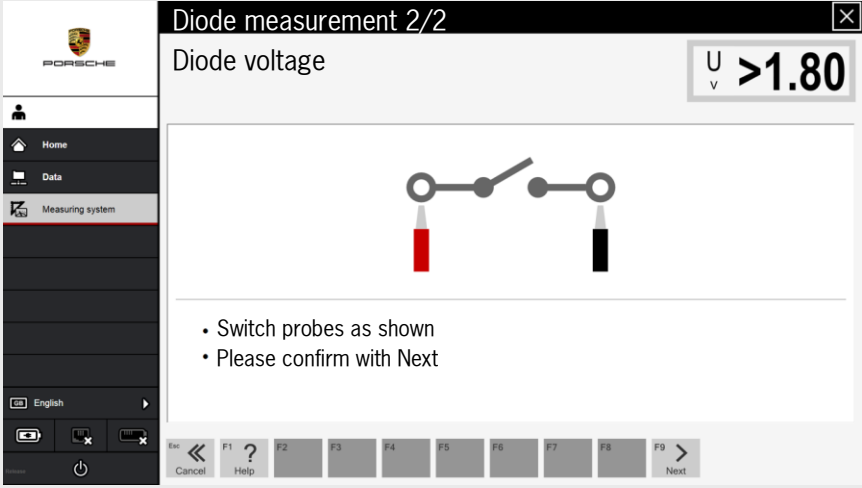 Diode measurement 2/2
PORSCHE
Diode voltage
U
V
>1.80
Home
Data
Measuring system
• Switch probes as shown
• Please confirm with Next
GB English
Esc
Cancel
F1
?
Help
F2
F3
F4
F5
F6
F7
F8
F9
Next